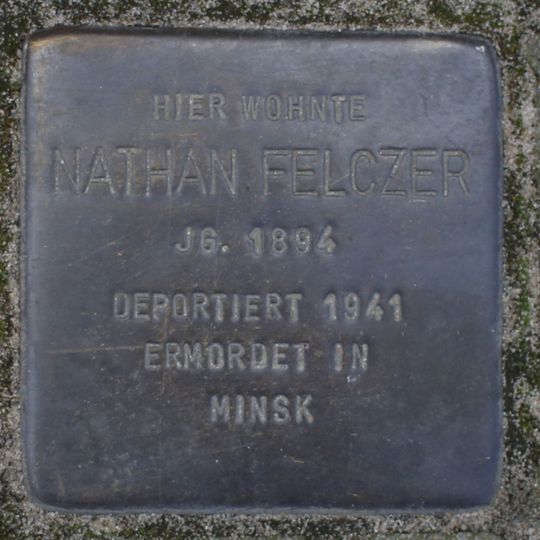 HIER WOHNTE
NATHAN FELCZER
JG. 1894
DEPORTIERT 1941
ERMORDET IN
MINSK